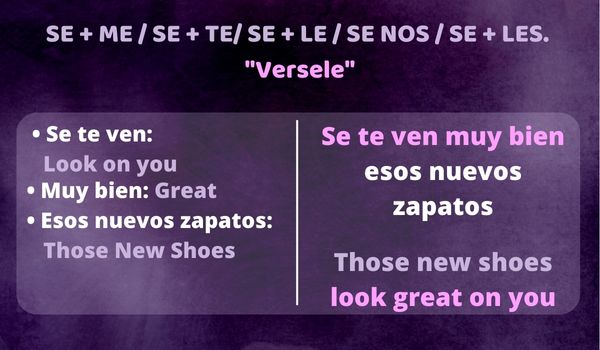 SE + ME / SE + TE/ SE + LE / SE NOS / SE + LES.
"Versele"
• Se te ven:
Look on you
• Muy bien: Great
• Esos nuevos zapatos:
Those New Shoes
Se te ven muy bien
esos nuevos
zapatos
Those new shoes
look great on you